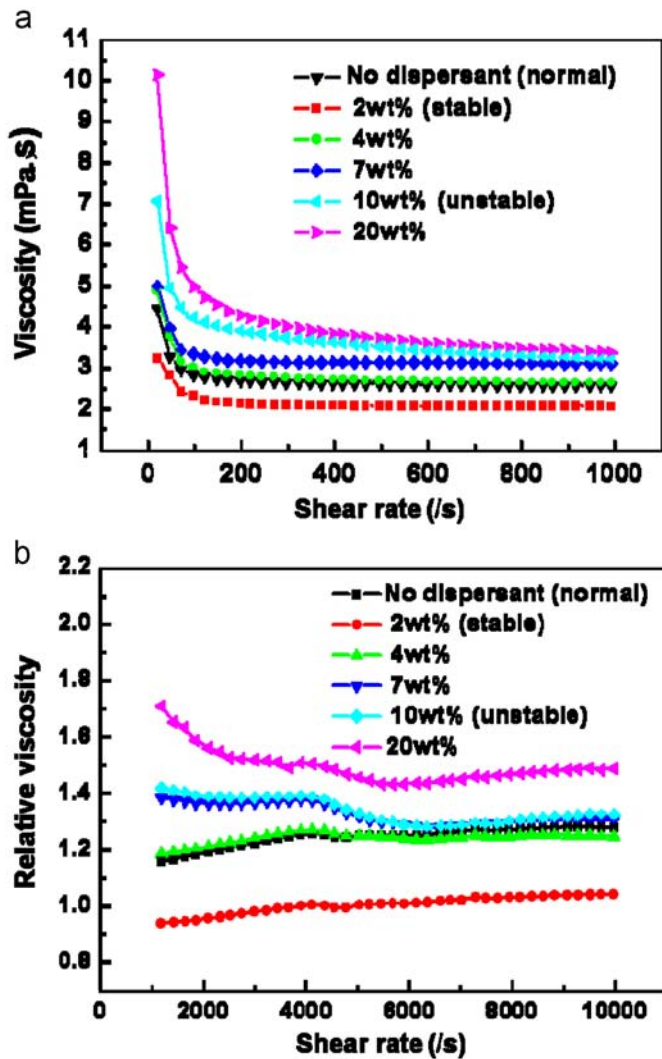 a
11
10
9
8
7
6
5
4
3
2
1
Viscosity (mPa.s)
No dispersant (normal)
2wt% (stable)
4wt%
7wt%
10wt% (unstable)
20wt%
0 200 400 600 800 1000
Shear rate (/s)
b
2.2
2.0
1.8
1.6
1.4
1.2
1.0
0.8
Relative viscosity
No dispersant (normal)
2wt% (stable)
4wt%
7wt%
10wt% (unstable)
20wt%
0 2000 4000 6000 8000 10000
Shear rate (/s)